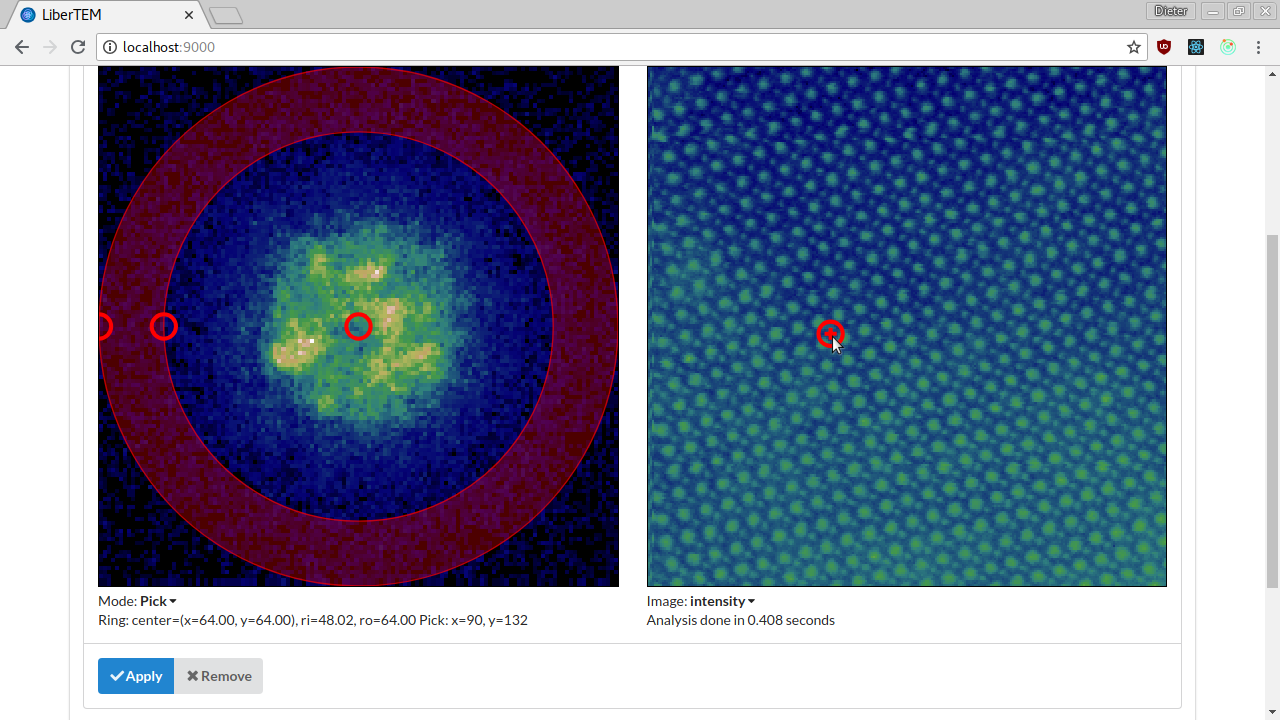 LiberTEM
Dieter
localhost:9000
Mode: Pick
Ring: center=(x=64.00, y=64.00), ri=48.02, ro=64.00 Pick: x=90, y=132
Image: intensity
Analysis done in 0.408 seconds
Apply
Remove